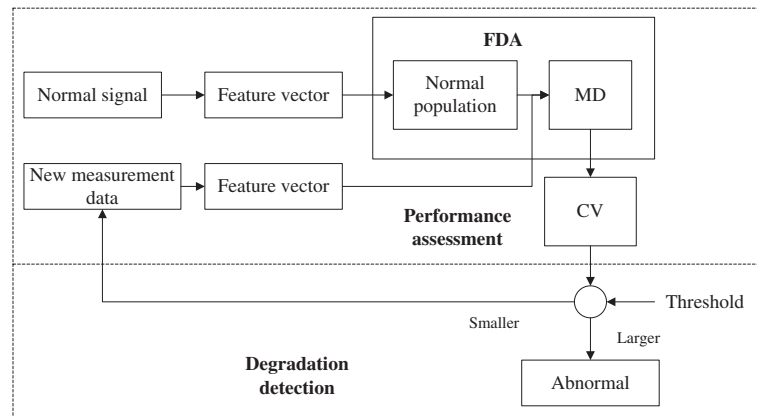 FDA
Normal signal
Feature vector
Normal
population
MD
New measurement
data
Feature vector
Performance
assessment
CV
Threshold
Smaller
Larger
Degradation
detection
Abnormal